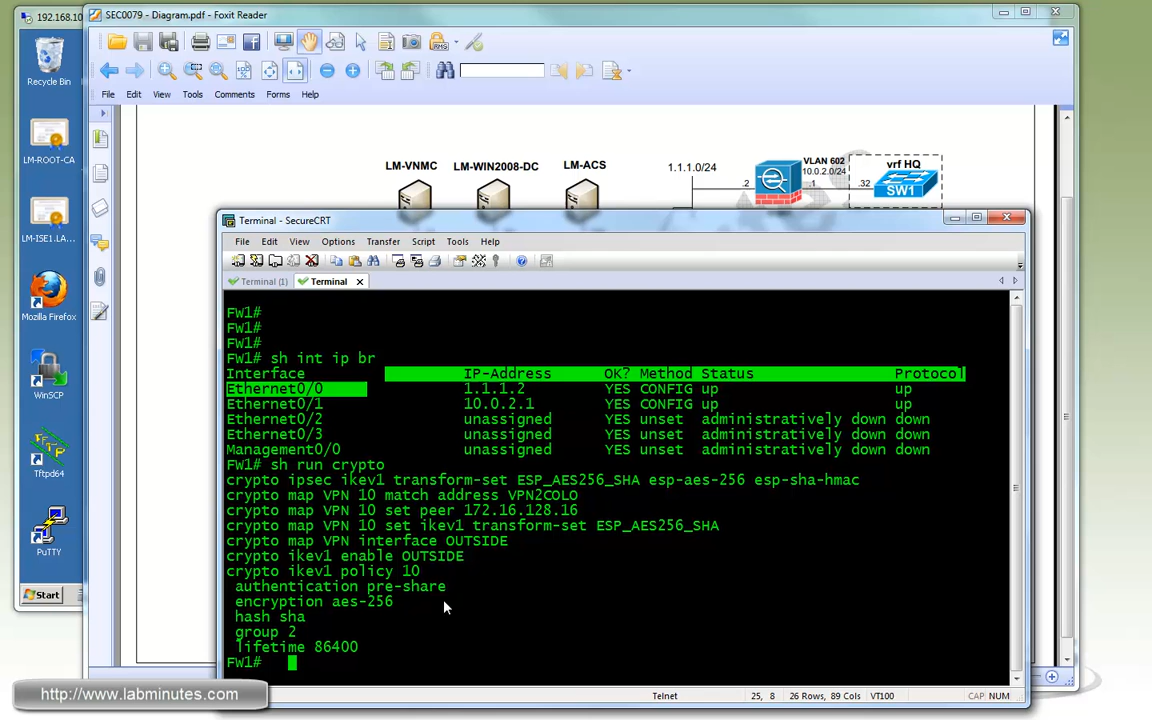 192.168.10
SEC0079 - Diagram.pdf - Foxit Reader
File Edit View Tools Comments Forms Help
Recycle Bin
LM-ROOT-CA
LM-ISE1.LA...
Mozilla Firefox
WinSCP
Tftpd64
PuTTY
Start
LM-VNMC LM-WIN2008-DC LM-ACS
1.1.1.0/24
.2
VLAN 602
10.0.2.0/24
.1
.32
vrf HQ
SW1
Terminal - SecureCRT
File Edit View Options Transfer Script Tools Help
Terminal (1) Terminal
FW1#
FW1#
FW1#
FW1# sh int ip br
Interface IP-Address OK? Method Status Protocol
Ethernet0/0 1.1.1.2 YES CONFIG up up
Ethernet0/1 10.0.2.1 YES CONFIG up up
Ethernet0/2 unassigned YES unset administratively down down
Ethernet0/3 unassigned YES unset administratively down down
Management0/0 unassigned YES unset administratively down down
FW1# sh run crypto
crypto ipsec ikev1 transform-set ESP_AES256_SHA esp-aes-256 esp-sha-hmac
crypto map VPN 10 match address VPN2COLO
crypto map VPN 10 set peer 172.16.128.16
crypto map VPN 10 set ikev1 transform-set ESP_AES256_SHA
crypto map VPN interface OUTSIDE
crypto ikev1 enable OUTSIDE
crypto ikev1 policy 10
authentication pre-share
encryption aes-256
hash sha
group 2
lifetime 86400
FW1#
Telnet 25, 8 26 Rows, 89 Cols VT100 CAP NUM
http://www.labminutes.com